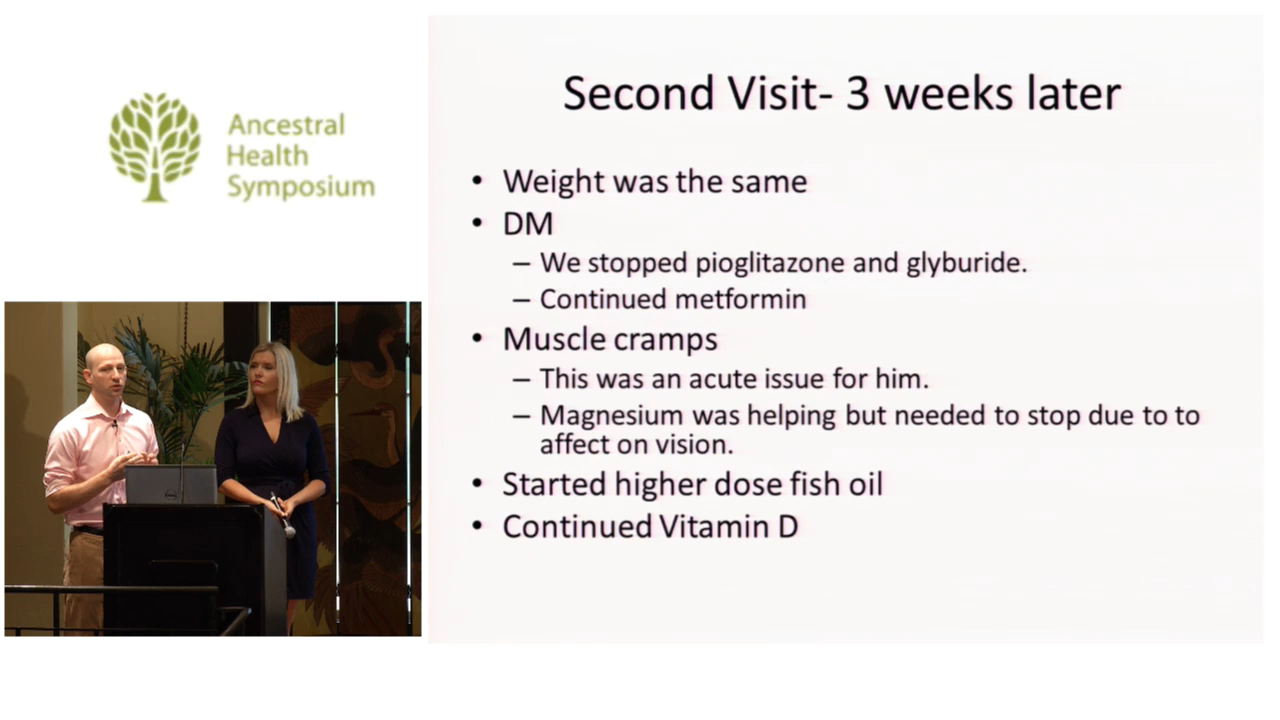 Ancestral
Health
Symposium
Second Visit- 3 weeks later
• Weight was the same
• DM
– We stopped pioglitazone and glyburide.
– Continued metformin
• Muscle cramps
– This was an acute issue for him.
– Magnesium was helping but needed to stop due to to
affect on vision.
• Started higher dose fish oil
• Continued Vitamin D